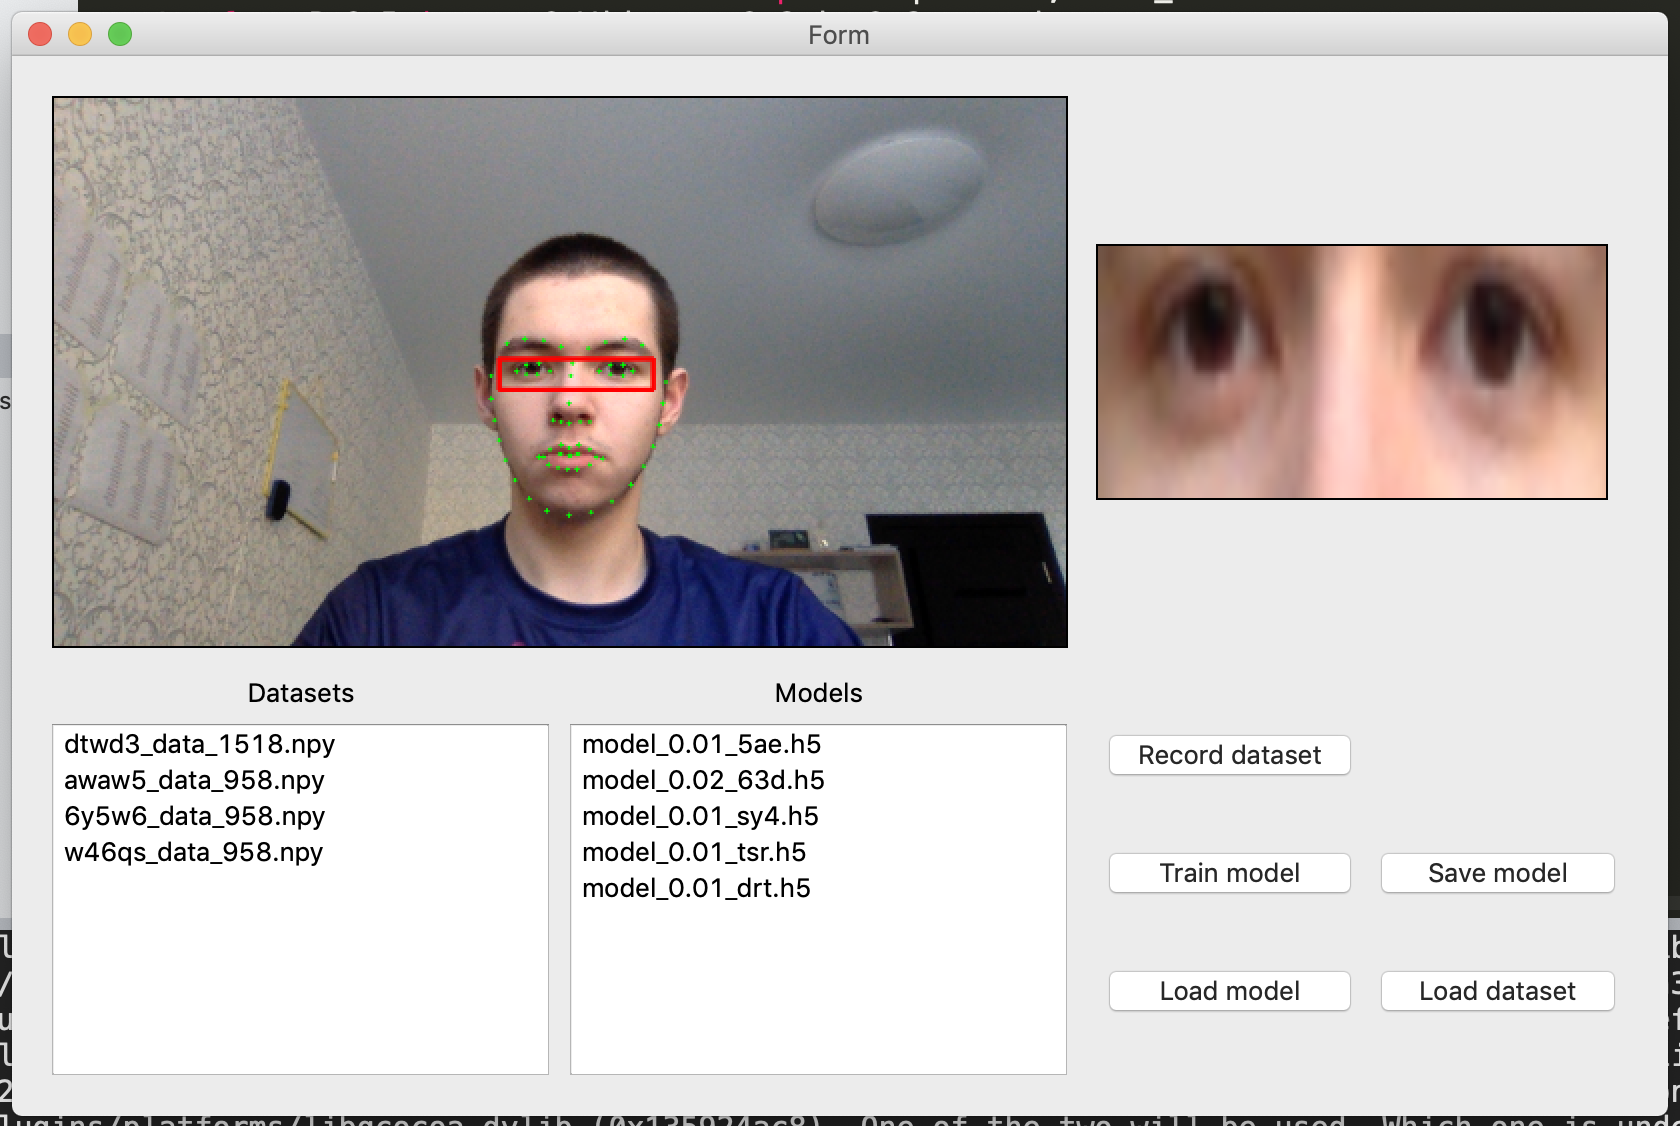 Form
Datasets
Models
dtwd3_data_1518.npy
awaw5_data_958.npy
6y5w6_data_958.npy
w46qs_data_958.npy
model_0.01_5ae.h5
model_0.02_63d.h5
model_0.01_sy4.h5
model_0.01_tsr.h5
model_0.01_drt.h5
Record dataset
Train model
Save model
Load model
Load dataset
lugins/platforms/libqcocoa.dylib (0x135924ac8). One of the two will be used. Which one is und